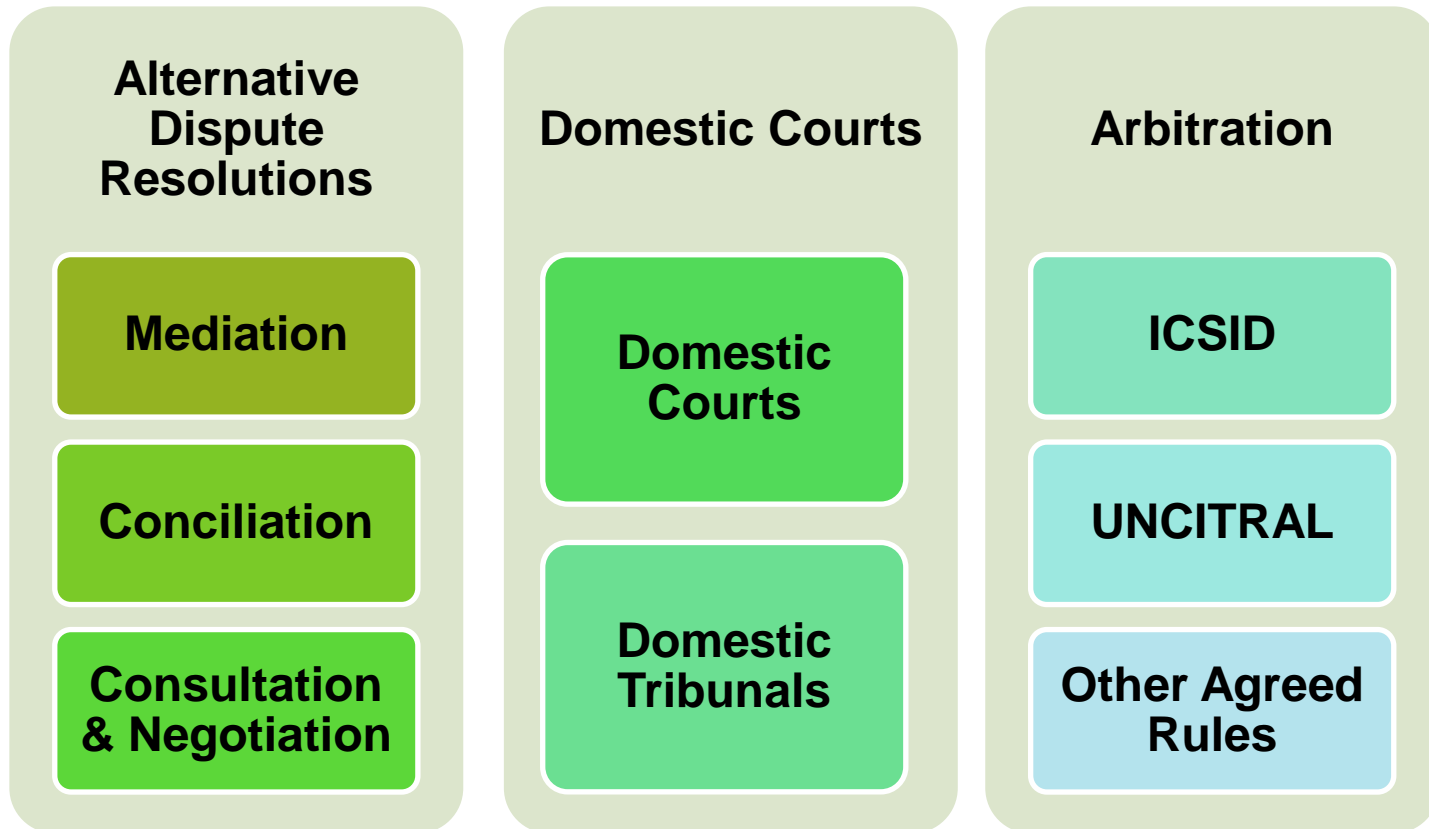 Alternative
Dispute
Resolutions
Mediation
Conciliation
Consultation
& Negotiation
Domestic Courts
Domestic
Courts
Domestic
Tribunals
Arbitration
ICSID
UNCITRAL
Other Agreed
Rules